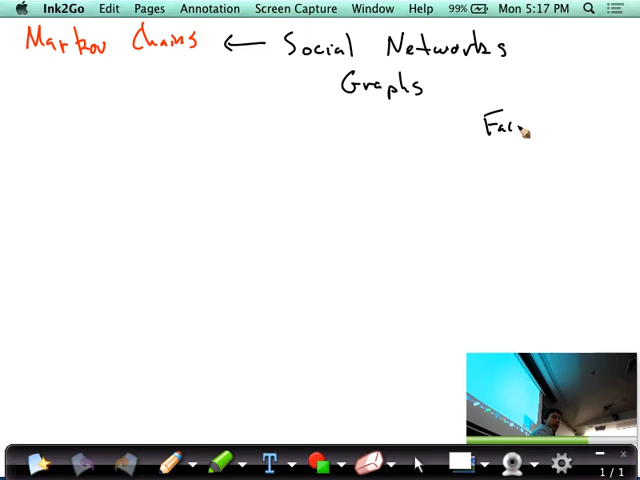 Ink2Go Edit Pages Annotation Screen Capture Window Help 99% Mon 5:17 PM
Markov Chains ← Social Networks
Graphs
Fac
T
1 / 1